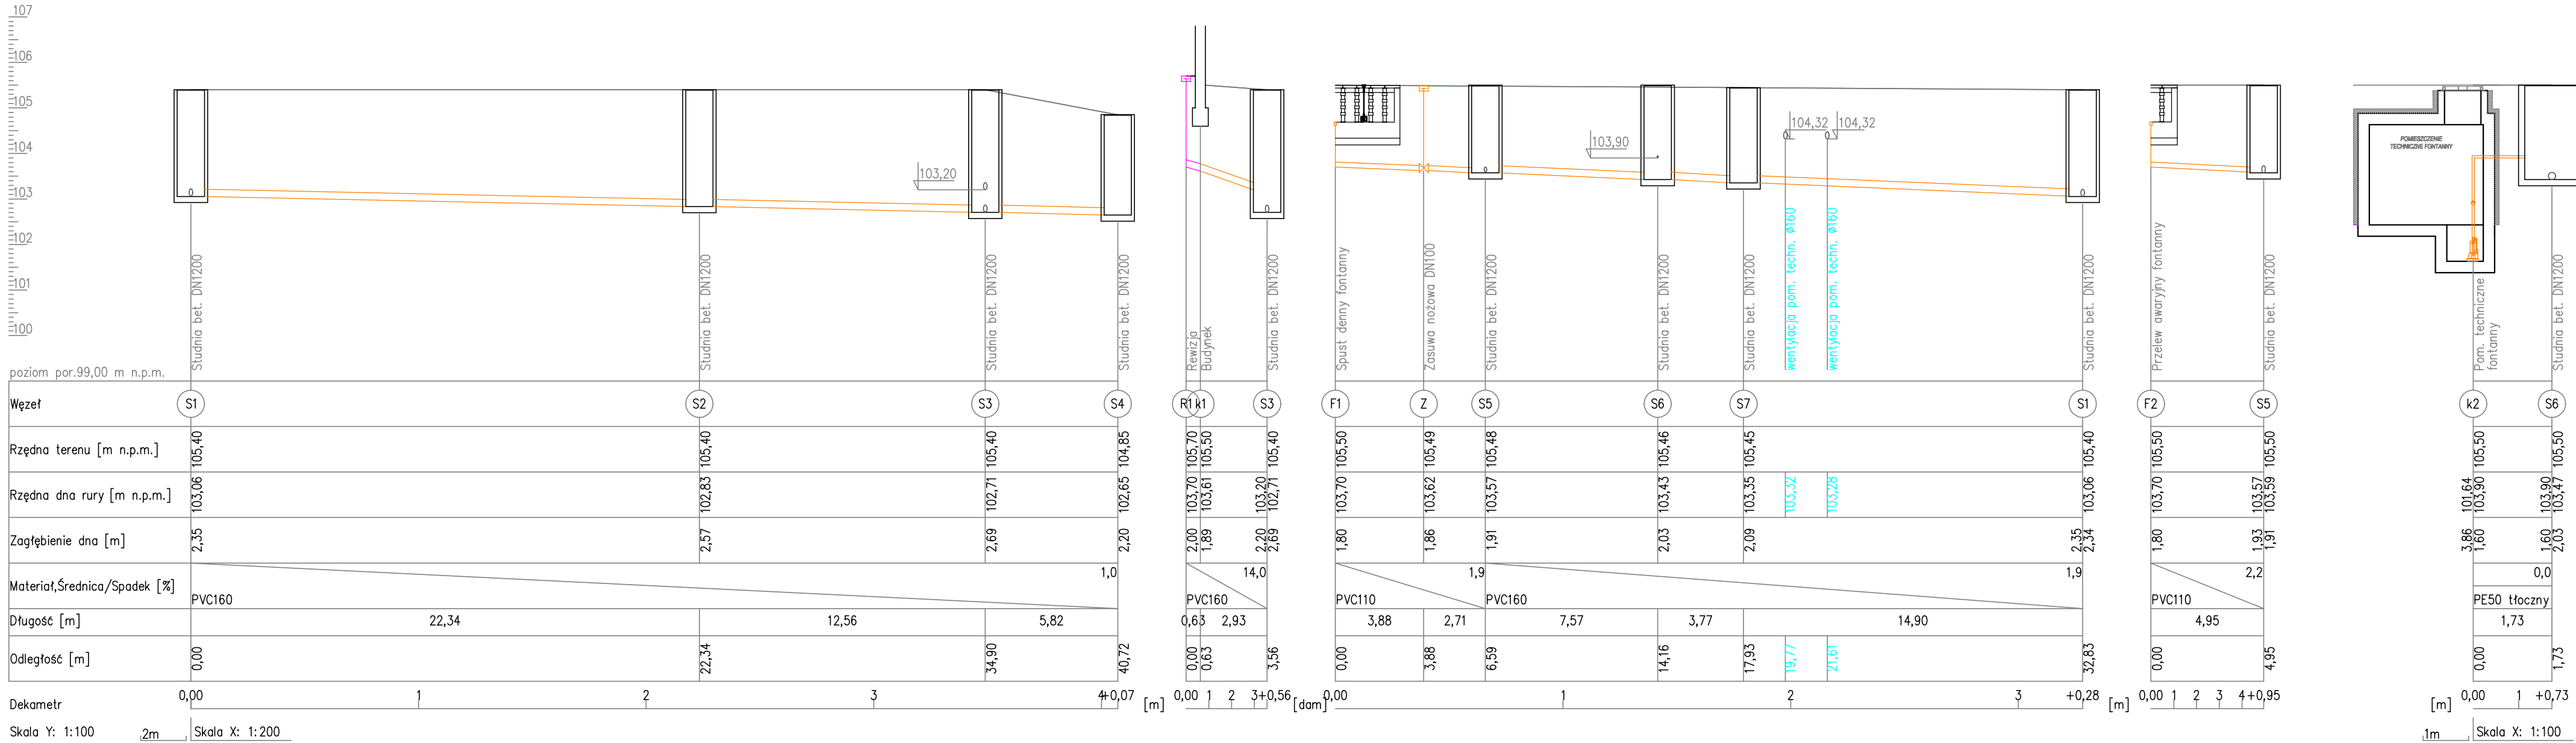 107
106
105
104
103
102
101
100
103,20
103,90
104,32
104,32
POMIESZCZENIE
TECHNICZNE FONTANNY
Studnia bet. DN1200
Studnia bet. DN1200
Studnia bet. DN1200
Studnia bet. DN1200
Rewizja
Budynek
Studnia bet. DN1200
Spust denny fontanny
Zasuwa nożowa DN100
Studnia bet. DN1200
Studnia bet. DN1200
Studnia bet. DN1200
wentylacja pom. techn. ø160
wentylacja pom. techn. ø160
Studnia bet. DN1200
Przelew awaryjny fontanny
Studnia bet. DN1200
Pom. techniczne
fontanny
Studnia bet. DN1200
poziom por.99,00 m n.p.m.
Węzeł S1 S2 S3 S4 R1 k1 S3 F1 Z S5 S6 S7 S1 F2 S5 k2 S6
Rzędna terenu [m n.p.m.] 105,40 105,40 105,40 104,85 105,70 105,50 105,40 105,50 105,49 105,48 105,46 105,45 105,40 105,50 105,50 105,50 105,50
Rzędna dna rury [m n.p.m.] 103,06 102,83 102,71 102,65 103,70 103,61 103,20 102,71 103,70 103,62 103,57 103,43 103,35 103,32 103,28 103,06 103,70 103,57 103,59 101,64 103,90 103,90 103,47
Zagłębienie dna [m] 2,35 2,57 2,69 2,20 2,00 1,89 2,20 2,69 1,80 1,86 1,91 2,03 2,09 2,35 2,34 1,80 1,93 1,91 3,86 1,60 1,60 2,03
Materiał,Średnica/Spadek [%] PVC160 1,0 PVC160 14,0 PVC110 1,9 PVC160 1,9 PVC110 2,2 PE50 tłoczny 0,0
Długość [m] 22,34 12,56 5,82 0,63 2,93 3,88 2,71 7,57 3,77 14,90 4,95 1,73
Odległość [m] 0,00 22,34 34,90 40,72 0,00 0,63 3,56 0,00 3,88 6,59 14,16 17,93 19,77 21,61 32,83 0,00 4,95 0,00 1,73
Dekametr 0,00 1 2 3 4+0,07 [m] 0,00 1 2 3+0,56 [dam] 0,00 1 2 3 +0,28 [m] 0,00 1 2 3 4+0,95 [m] 0,00 1 +0,73
Skala Y: 1:100 2m Skala X: 1:200 1m Skala X: 1:100